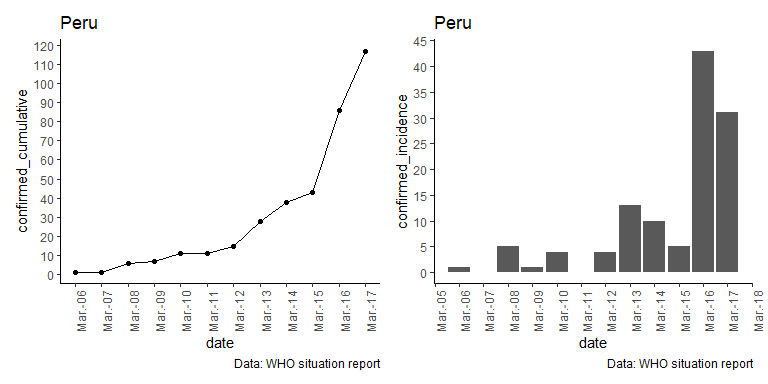 Peru
confirmed_cumulative
120
110
100
90
80
70
60
50
40
30
20
10
0
Mar.-06
Mar.-07
Mar.-08
Mar.-09
Mar.-10
Mar.-11
Mar.-12
Mar.-13
Mar.-14
Mar.-15
Mar.-16
Mar.-17
date
Data: WHO situation report
Peru
confirmed_incidence
45
40
35
30
25
20
15
10
5
0
Mar.-05
Mar.-06
Mar.-07
Mar.-08
Mar.-09
Mar.-10
Mar.-11
Mar.-12
Mar.-13
Mar.-14
Mar.-15
Mar.-16
Mar.-17
Mar.-18
date
Data: WHO situation report